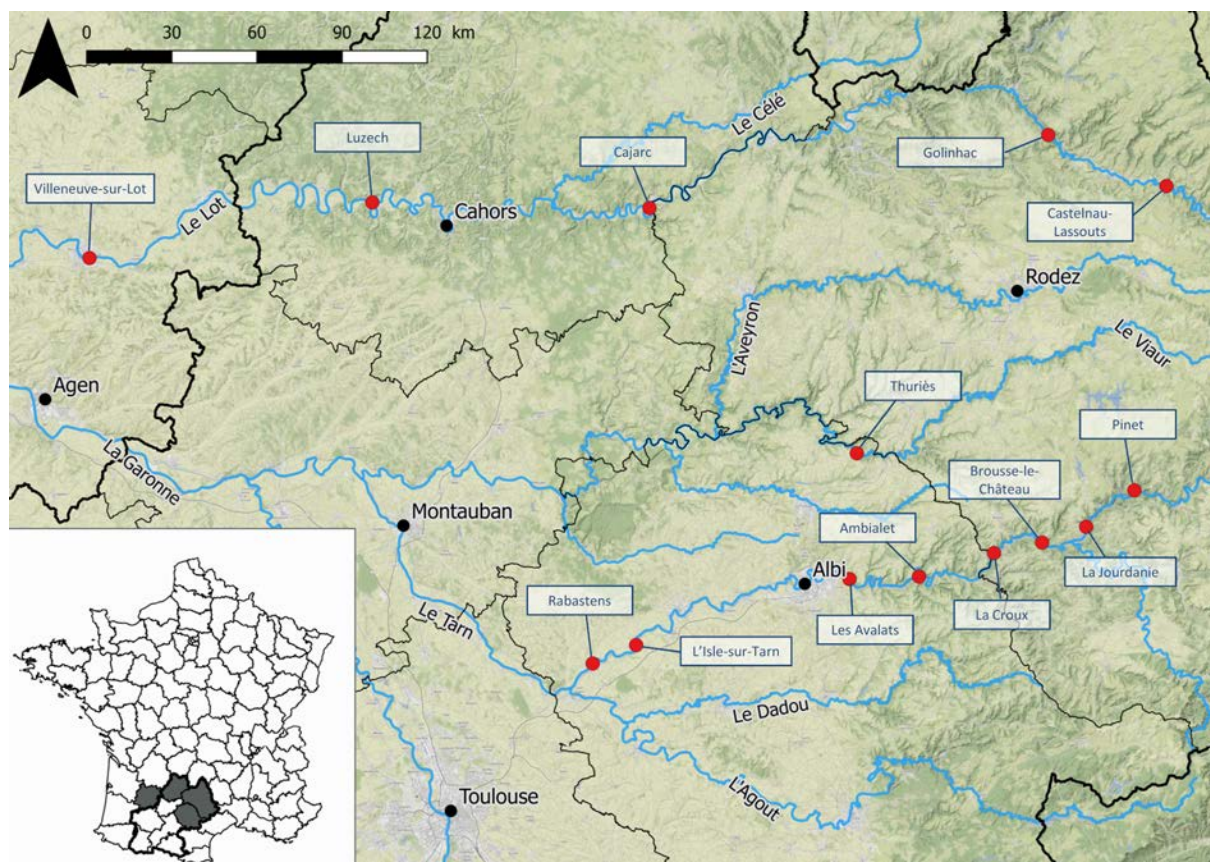 0 30 60 90 120 km
Le Célé
Luzech
Cajarc
Golinhac
Villeneuve-sur-Lot
Le Lot
Cahors
Castelnau-
Lassouts
Rodez
L'Aveyron
Le Viaur
Agen
Thuriès
Pinet
La Garonne
Brousse-le-
Château
Montauban
Ambialet
Albi
La Jourdanie
Rabastens
Le Tarn
La Croux
Les Avalats
L'Isle-sur-Tarn
Le Dadou
Toulouse
L'Agout